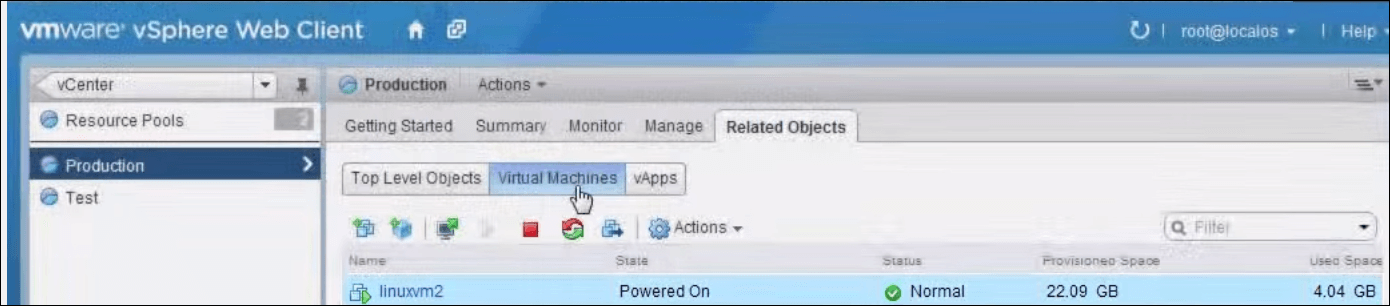 vmware® vSphere Web Client
root@localos
Help
vCenter
Production
Actions
Resource Pools
Getting Started Summary Monitor Manage Related Objects
Production
Test
Top Level Objects Virtual Machines vApps
Actions
Filter
Name State Status Provisioned Space Used Space
linuxvm2 Powered On Normal 22.09 GB 4.04 GB